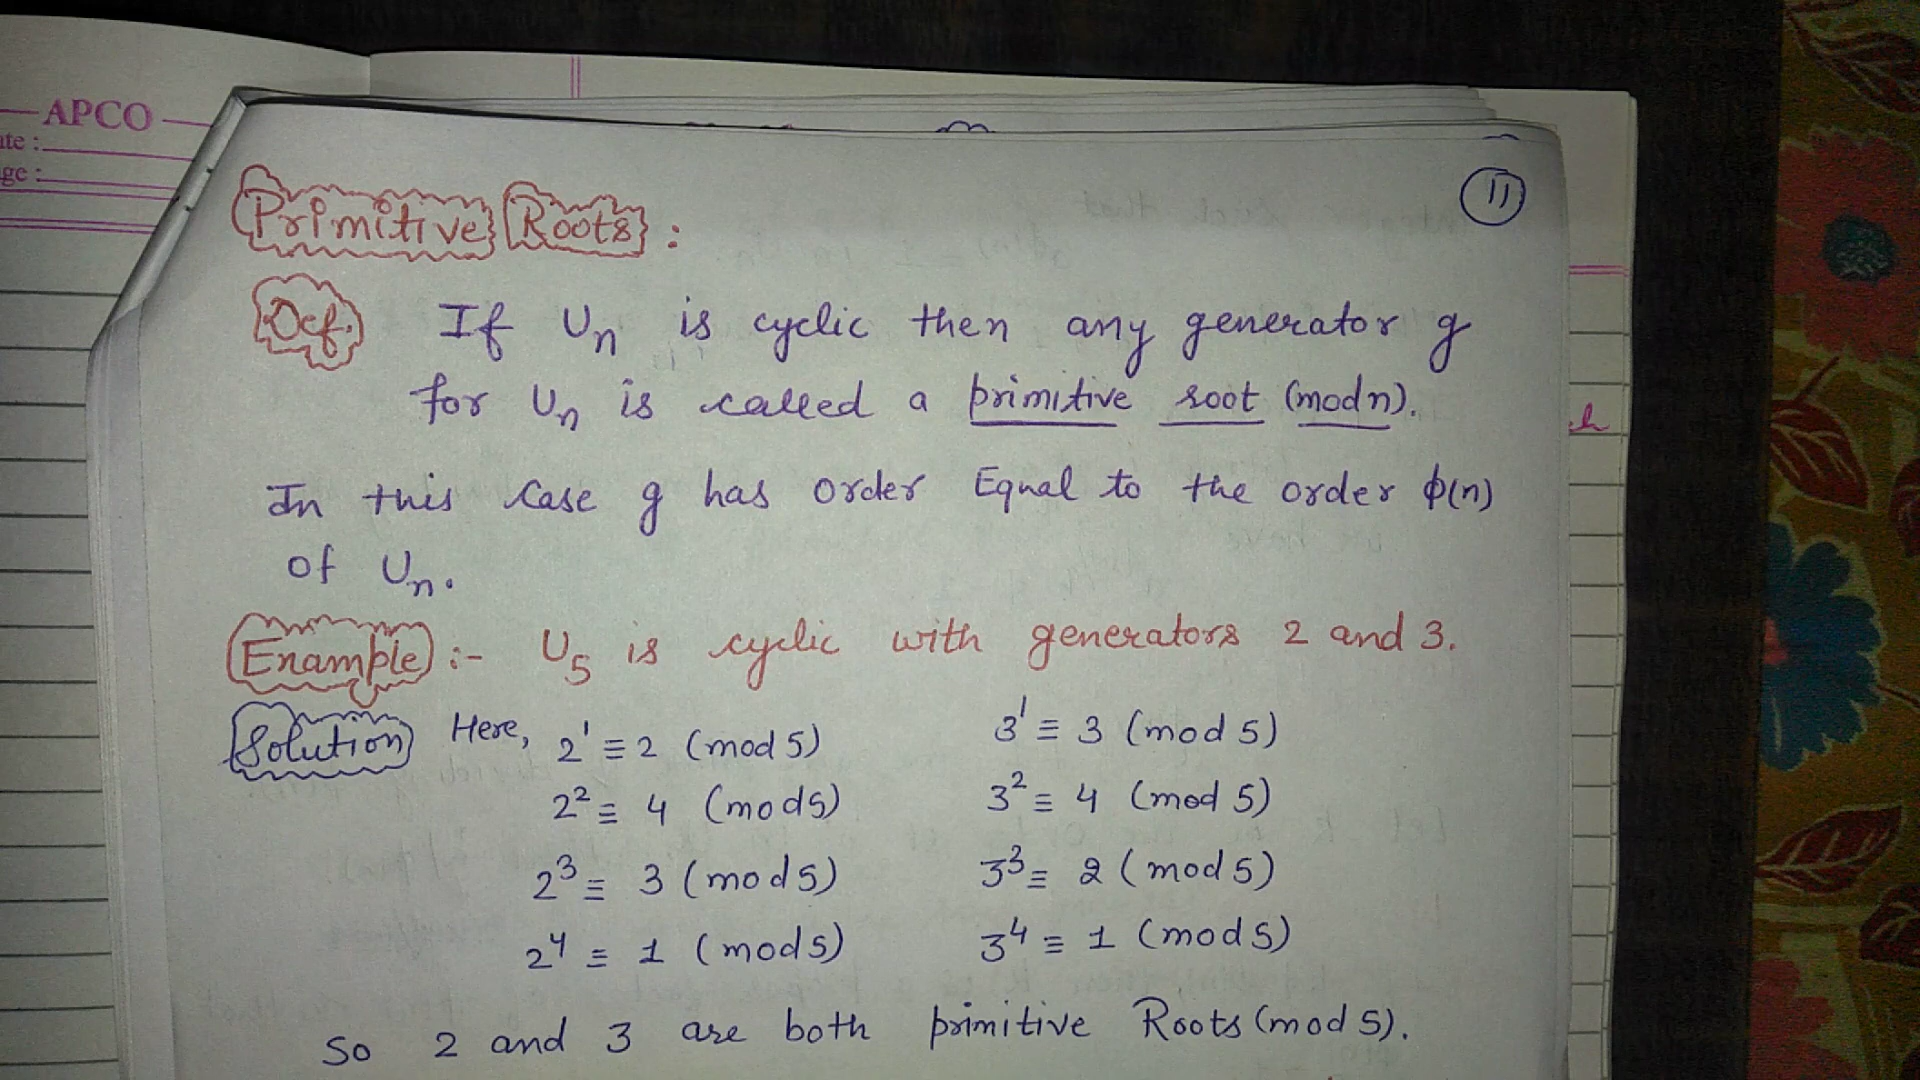 APCO
ate :
ge :
11
Primitive Roots :
Def. If Un is cyclic then any generator g
for Un is called a primitive root (mod n).
In this case g has order Equal to the order ϕ(n)
of Un.
Example :- U5 is cyclic with generators 2 and 3.
Solution Here, 2¹ ≡ 2 (mod 5) 3¹ ≡ 3 (mod 5)
2² ≡ 4 (mod 5) 3² ≡ 4 (mod 5)
2³ ≡ 3 (mod 5) 3³ ≡ 2 (mod 5)
2⁴ ≡ 1 (mod 5) 3⁴ ≡ 1 (mod 5)
So 2 and 3 are both primitive Roots (mod 5).